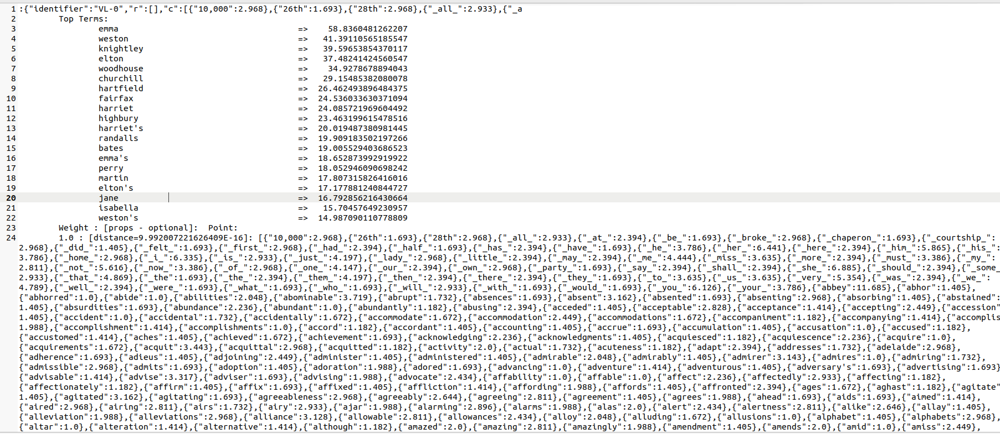 1 :{"identifier":"VL-0","r":[],"c":[{"10,000":2.968},{"26th":1.693},{"28th":2.968},{"_all_":2.933},{"_a
2 Top Terms:
3 emma => 58.8360481262207
4 weston => 41.39110565185547
5 knightley => 39.59653854370117
6 elton => 37.48241424560547
7 woodhouse => 34.9278678894043
8 churchill => 29.15485382080078
9 hartfield => 26.462493896484375
10 fairfax => 24.536033630371094
11 harriet => 24.085721969604492
12 highbury => 23.463199615478516
13 harriet's => 20.019487380981445
14 randalls => 19.909183502197266
15 bates => 19.005529403686523
16 emma's => 18.652873992919922
17 perry => 18.052946090698242
18 martin => 17.807315826416016
19 elton's => 17.177881240844727
20 jane => 16.792856216430664
21 isabella => 15.70457649230957
22 weston's => 14.987090110778809
23 Weight : [props - optional]: Point:
24 1.0 : [distance=9.992007221626409E-16]: [{"10,000":2.968},{"26th":1.693},{"28th":2.968},{"_all_":2.933},{"_at_":2.394},{"_be_":1.693},{"_broke_":2.968},{"_chaperon_":1.693},{"_courtship_":
2.968},{"_did_":1.405},{"_felt_":1.693},{"_first_":2.968},{"_had_":2.394},{"_half_":1.693},{"_has_":2.394},{"_have_":1.693},{"_he_":3.786},{"_her_":6.441},{"_here_":2.394},{"_him_":5.865},{"_his_":
3.786},{"_home_":2.968},{"_i_":6.335},{"_is_":2.933},{"_just_":4.197},{"_lady_":2.968},{"_little_":2.394},{"_may_":2.394},{"_me_":4.444},{"_miss_":3.635},{"_more_":2.394},{"_must_":3.386},{"_my_":
2.811},{"_not_":5.616},{"_now_":3.386},{"_of_":2.968},{"_one_":4.147},{"_our_":2.394},{"_own_":2.968},{"_party_":1.693},{"_say_":2.394},{"_shall_":2.394},{"_she_":6.885},{"_should_":2.394},{"_some_
2.933},{"_that_":4.869},{"_the":1.693},{"_the_":2.394},{"_them_":4.197},{"_then_":2.394},{"_there_":2.394},{"_they_":1.693},{"_to_":3.635},{"_us_":3.635},{"_very_":5.354},{"_was_":2.394},{"_we_":
4.789},{"_well_":2.394},{"_were_":1.693},{"_what_":1.693},{"_who_":1.693},{"_will_":2.933},{"_with_":1.693},{"_would_":1.693},{"_you_":6.126},{"_your_":3.786},{"abbey":11.685},{"abhor":1.405},
{"abhorred":1.0},{"abide":1.0},{"abilities":2.048},{"abominable":3.719},{"abrupt":1.732},{"absences":1.693},{"absent":3.162},{"absented":1.693},{"absenting":2.968},{"absorbing":1.405},{"abstained":
1.405},{"absurdities":1.693},{"abundance":2.236},{"abundant":1.0},{"abundantly":1.182},{"abusing":2.394},{"acceded":1.405},{"acceptable":2.828},{"acceptance":1.414},{"accepting":2.449},{"accession"
1.405},{"accident":1.0},{"accidental":1.732},{"accidentally":1.672},{"accommodate":1.672},{"accommodation":2.449},{"accommodations":1.672},{"accompaniment":1.182},{"accompanying":1.414},{"accomplis
1.988},{"accomplishment":1.414},{"accomplishments":1.0},{"accord":1.182},{"accordant":1.405},{"accounting":1.405},{"accrue":1.693},{"accumulation":1.405},{"accusation":1.0},{"accused":1.182},
{"accustomed":1.414},{"aches":1.405},{"achieved":1.672},{"achievement":1.693},{"acknowledging":2.236},{"acknowledgments":1.405},{"acquiesced":1.182},{"acquiescence":2.236},{"acquire":1.0},
{"acquirements":1.672},{"acquit":3.443},{"acquittal":2.968},{"acquitted":1.182},{"activity":2.0},{"actual":1.732},{"acuteness":1.182},{"adapt":2.394},{"addresses":1.732},{"adelaide":2.968},
{"adherence":1.693},{"adieus":1.405},{"adjoining":2.449},{"administer":1.405},{"administered":1.405},{"admirable":2.048},{"admirably":1.405},{"admirer":3.143},{"admires":1.0},{"admiring":1.732},
{"admissible":2.968},{"admits":1.693},{"adoption":1.405},{"adoration":1.988},{"adored":1.693},{"advancing":1.0},{"adventure":1.414},{"adventurous":1.405},{"adversary's":1.693},{"advertising":1.693}
{"advisable":1.414},{"advise":3.317},{"adviser":1.693},{"advising":1.988},{"advocate":2.434},{"affability":1.0},{"affable":1.0},{"affect":2.236},{"affectedly":2.933},{"affecting":1.182},
{"affectionately":1.182},{"affirm":1.405},{"affix":1.693},{"affixed":1.405},{"affliction":1.414},{"affording":1.988},{"affords":1.405},{"affronted":2.394},{"ages":1.672},{"aghast":1.182},{"agitate"
1.405},{"agitated":3.162},{"agitating":1.693},{"agreeableness":2.968},{"agreeably":2.644},{"agreeing":2.811},{"agreement":1.405},{"agrees":1.988},{"ahead":1.693},{"aids":1.693},{"aimed":1.414},
{"aired":2.968},{"airing":2.811},{"airs":1.732},{"airy":2.933},{"ajar":1.988},{"alarming":2.896},{"alarms":1.988},{"alas":2.0},{"alert":2.434},{"alertness":2.811},{"alike":2.646},{"allay":1.405},
{"alleviation":1.988},{"alleviations":2.968},{"alliance":3.128},{"allowable":2.811},{"allowances":2.434},{"alloy":2.048},{"alluding":1.672},{"allusions":1.0},{"alphabet":1.405},{"alphabets":2.968},
{"altar":1.0},{"alteration":1.414},{"alternative":1.414},{"although":1.182},{"amazed":2.0},{"amazing":2.811},{"amazingly":1.988},{"amendment":1.405},{"amends":2.0},{"amid":1.0},{"amiss":2.449},